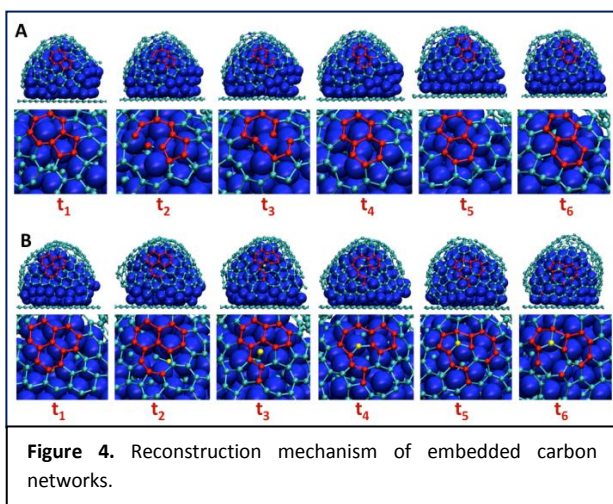 A
t1 t2 t3 t4 t5 t6
B
t1 t2 t3 t4 t5 t6
Figure 4. Reconstruction mechanism of embedded carbon
networks.